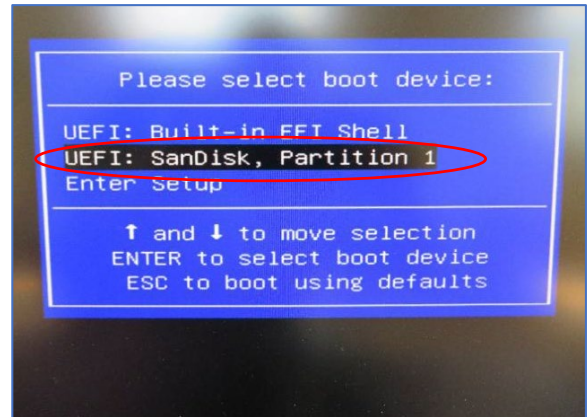 Please select boot device:
UEFI: Built-in EFI Shell
UEFI: SanDisk, Partition 1
Enter Setup
↑ and ↓ to move selection
ENTER to select boot device
ESC to boot using defaults